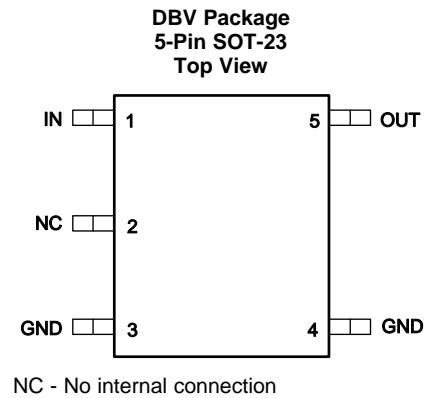 DBV Package
5-Pin SOT-23
Top View
IN 1 5 OUT
NC 2
GND 3 4 GND
NC - No internal connection